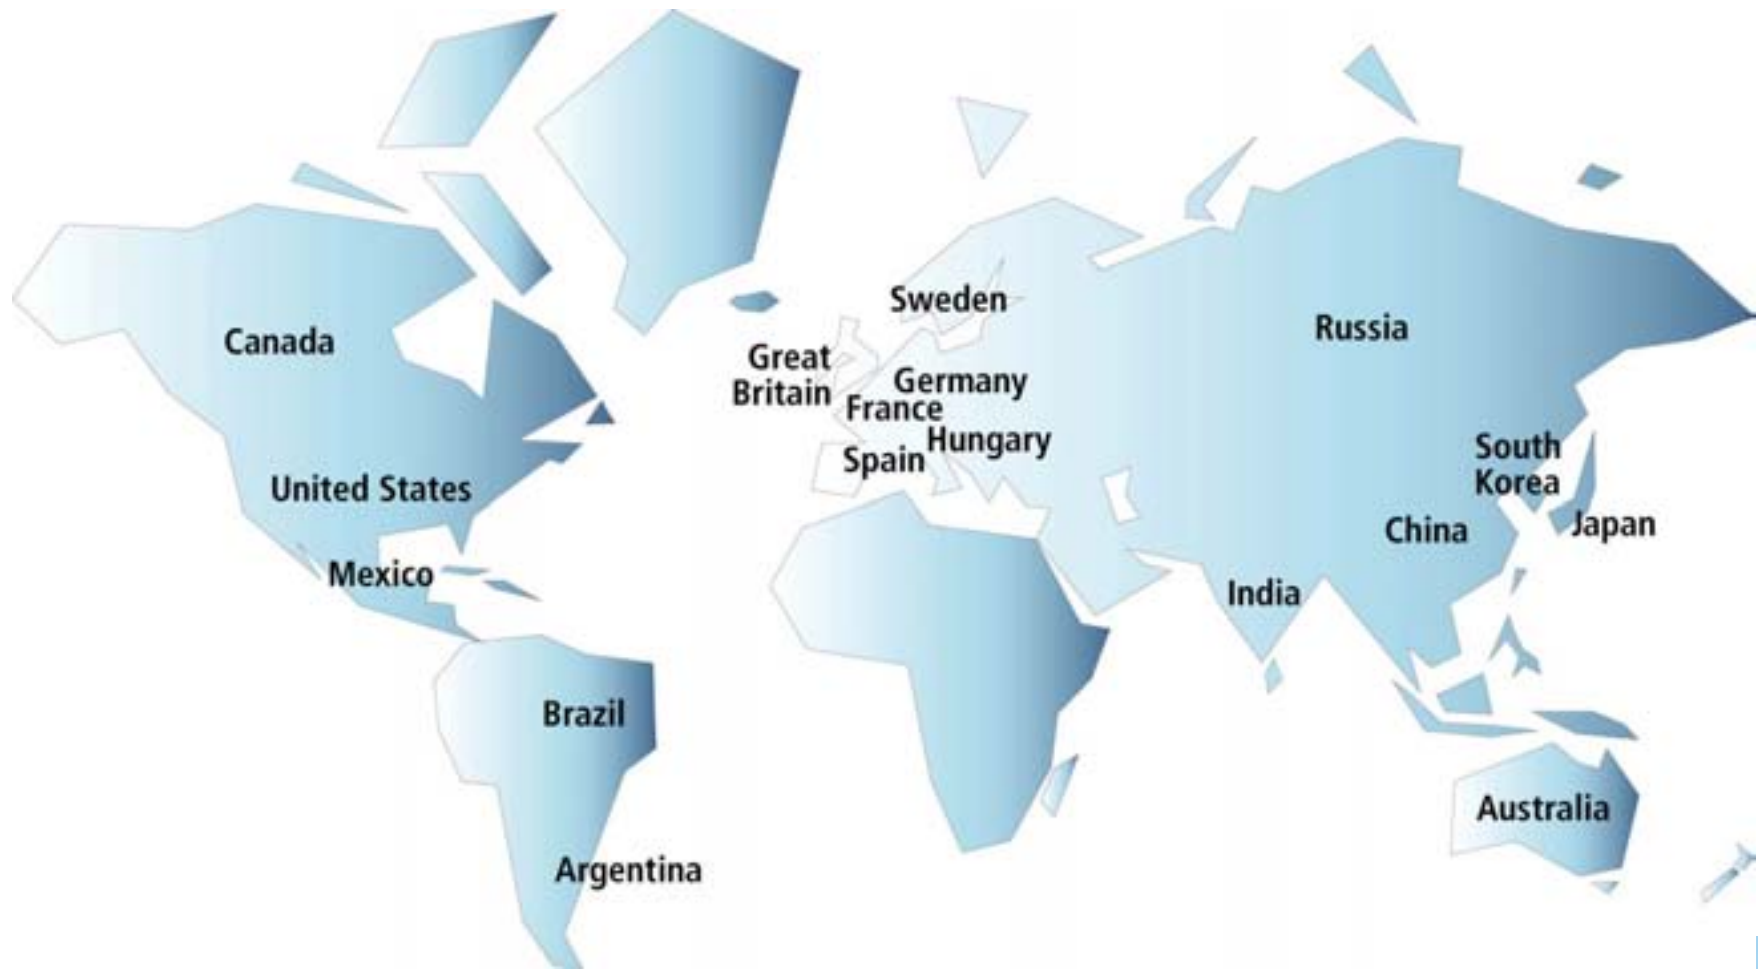 Canada
United States
Mexico
Brazil
Argentina
Sweden
Great
Britain
Germany
France
Hungary
Spain
Russia
South
Korea
China
Japan
India
Australia